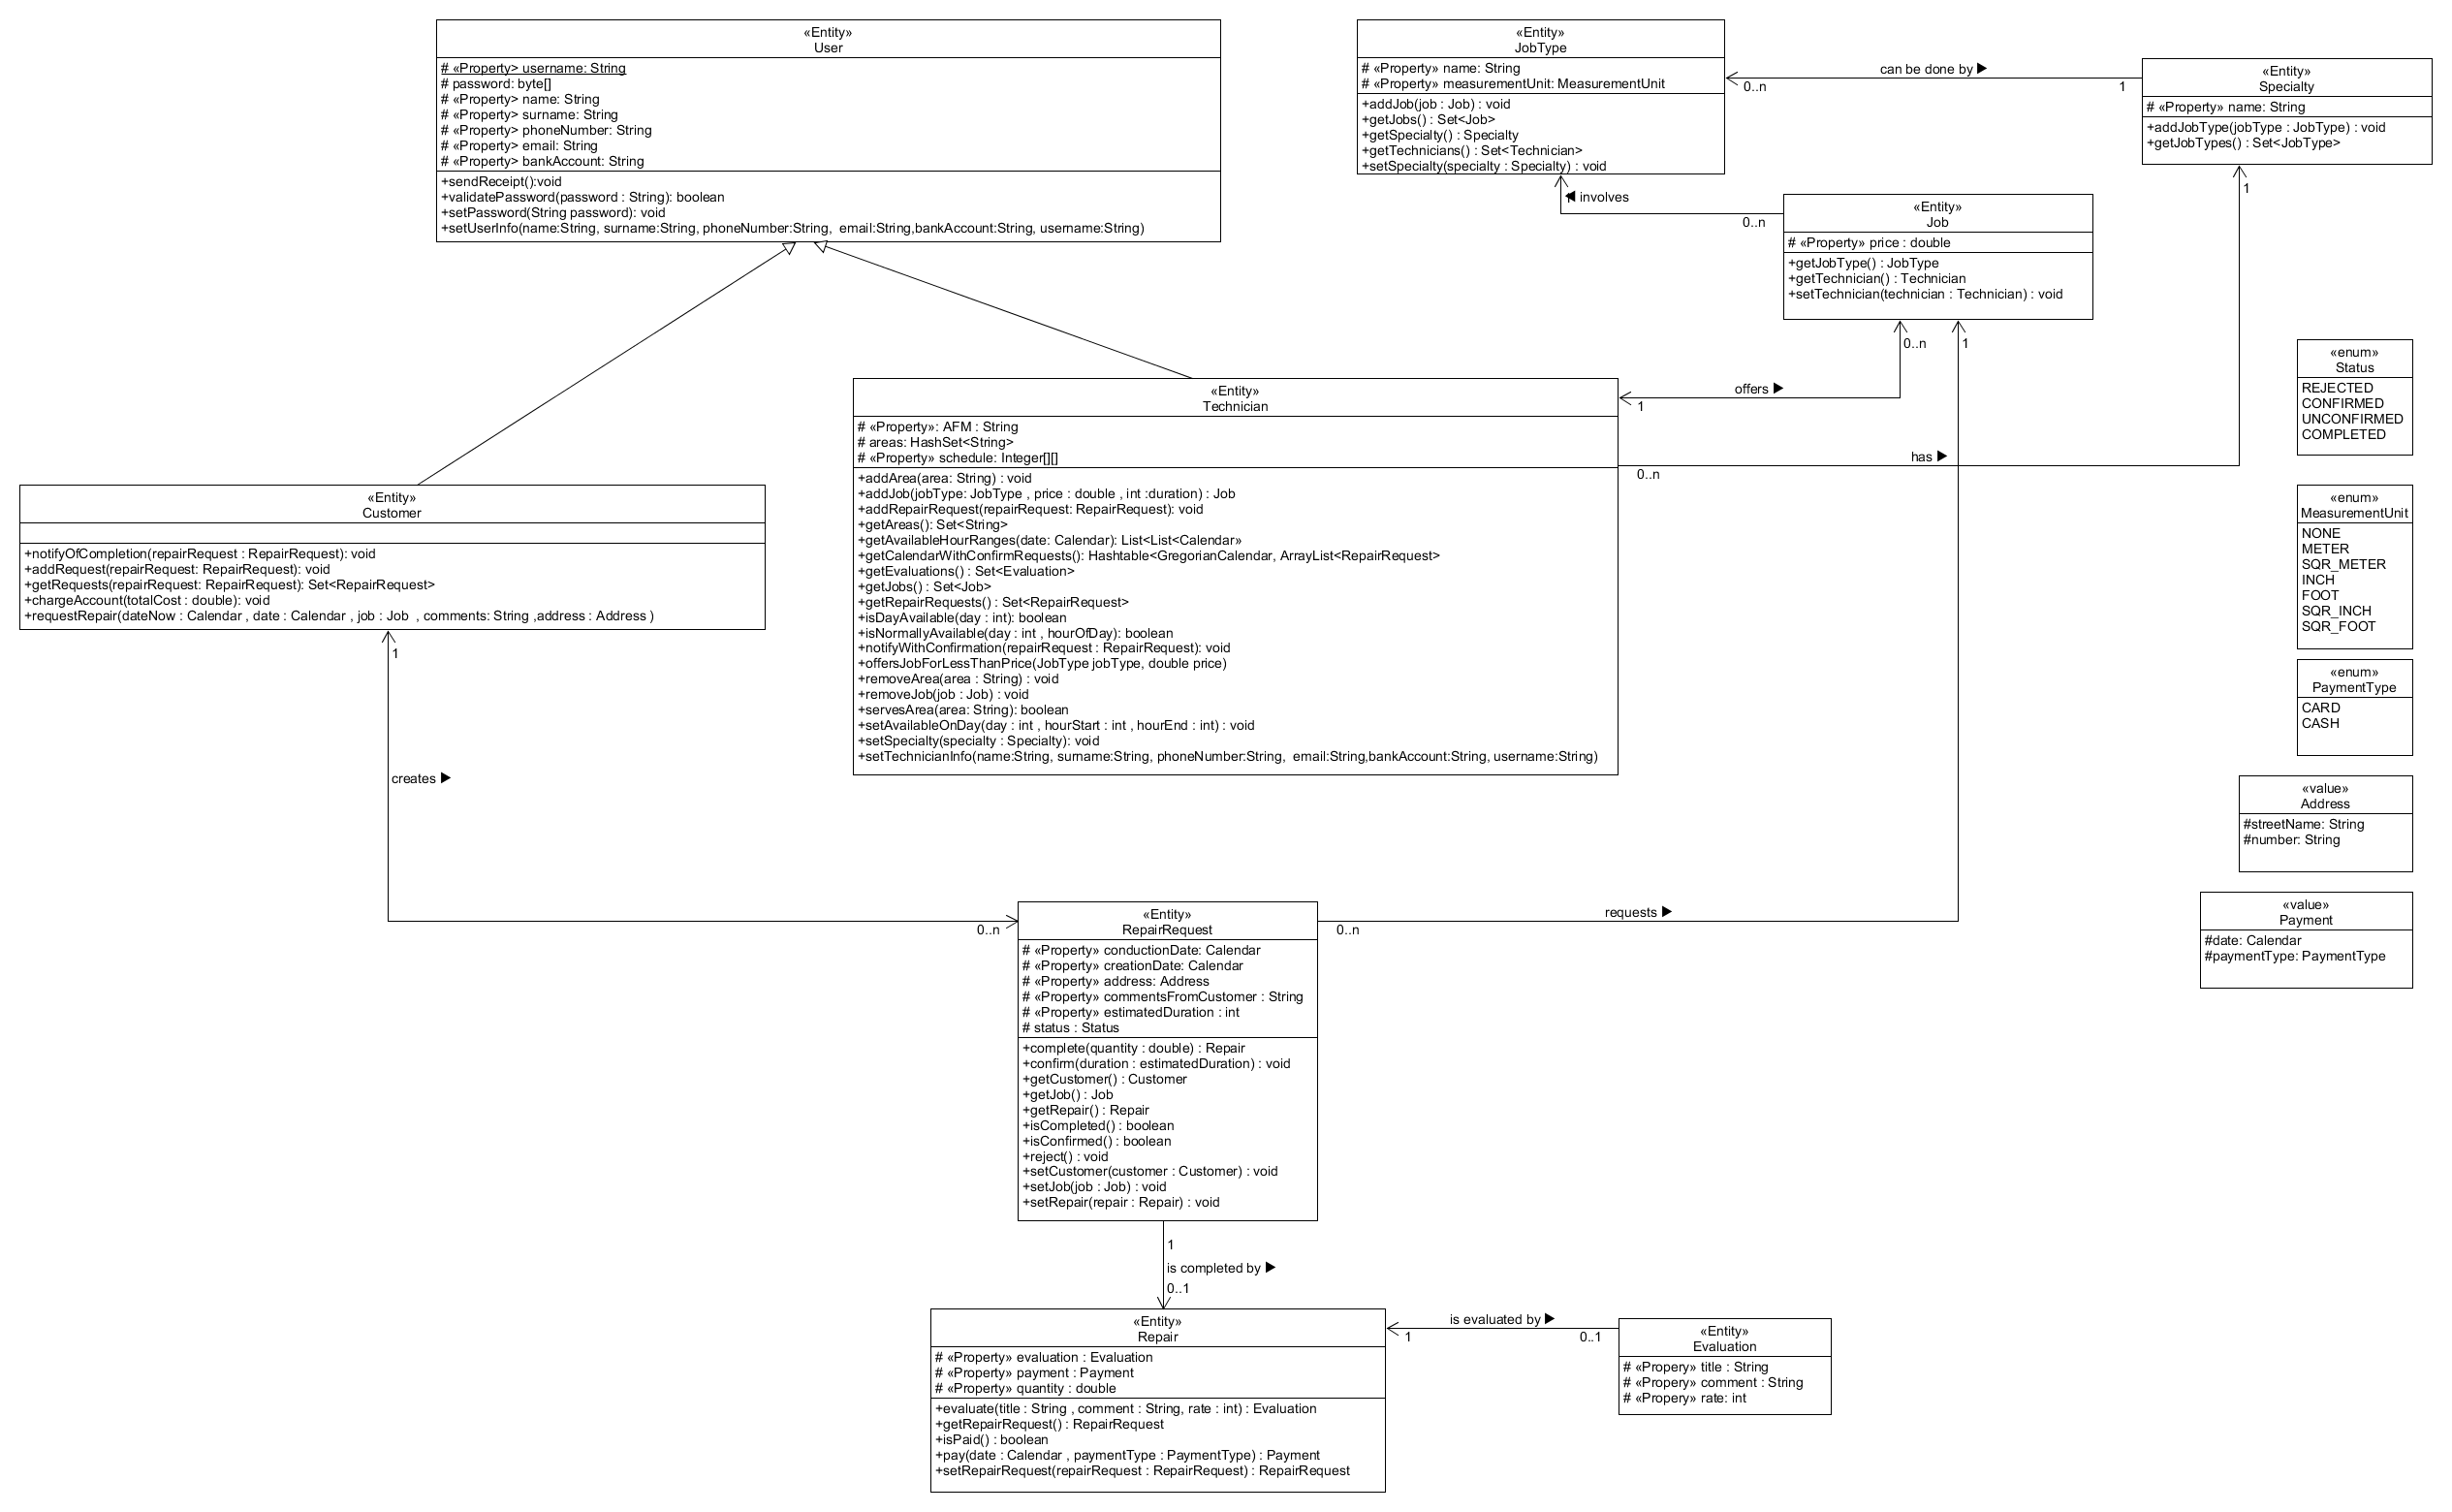 «Entity»
User
# «Property> username: String
# password: byte[]
# «Property> name: String
# «Property> surname: String
# «Property> phoneNumber: String
# «Property> email: String
# «Property> bankAccount: String
+sendReceipt():void
+validatePassword(password : String): boolean
+setPassword(String password): void
+setUserInfo(name:String, surname:String, phoneNumber:String,  email:String,bankAccount:String, username:String)
«Entity»
JobType
# «Property» name: String
# «Property» measurementUnit: MeasurementUnit
+addJob(job : Job) : void
+getJobs() : Set<Job>
+getSpecialty() : Specialty
+getTechnicians() : Set<Technician>
+setSpecialty(specialty : Specialty) : void
can be done by ▶
0..n
1
«Entity»
Specialty
# «Property» name: String
+addJobType(jobType : JobType) : void
+getJobTypes() : Set<JobType>
1
◀ involves
0..n
«Entity»
Job
# «Property» price : double
+getJobType() : JobType
+getTechnician() : Technician
+setTechnician(technician : Technician) : void
0..n
1
«enum»
Status
REJECTED
CONFIRMED
UNCONFIRMED
COMPLETED
«Entity»
Technician
# «Property»: AFM : String
# areas: HashSet<String>
# «Property» schedule: Integer[][]
+addArea(area: String) : void
+addJob(jobType: JobType , price : double , int :duration) : Job
+addRepairRequest(repairRequest: RepairRequest): void
+getAreas(): Set<String>
+getAvailableHourRanges(date: Calendar): List<List<Calendar»
+getCalendarWithConfirmRequests(): Hashtable<GregorianCalendar, ArrayList<RepairRequest>
+getEvaluations() : Set<Evaluation>
+getJobs() : Set<Job>
+getRepairRequests() : Set<RepairRequest>
+isDayAvailable(day : int): boolean
+isNormallyAvailable(day : int , hourOfDay): boolean
+notifyWithConfirmation(repairRequest : RepairRequest): void
+offersJobForLessThanPrice(JobType jobType, double price)
+removeArea(area : String) : void
+removeJob(job : Job) : void
+servesArea(area: String): boolean
+setAvailableOnDay(day : int , hourStart : int , hourEnd : int) : void
+setSpecialty(specialty : Specialty): void
+setTechnicianInfo(name:String, surname:String, phoneNumber:String,  email:String,bankAccount:String, username:String)
offers ▶
1
has ▶
0..n
«Entity»
Customer
+notifyOfCompletion(repairRequest : RepairRequest): void
+addRequest(repairRequest: RepairRequest): void
+getRequests(repairRequest: RepairRequest): Set<RepairRequest>
+chargeAccount(totalCost : double): void
+requestRepair(dateNow : Calendar , date : Calendar , job : Job  , comments: String ,address : Address )
1
creates ▶
0..n
«enum»
MeasurementUnit
NONE
METER
SQR_METER
INCH
FOOT
SQR_INCH
SQR_FOOT
«enum»
PaymentType
CARD
CASH
«value»
Address
#streetName: String
#number: String
«value»
Payment
#date: Calendar
#paymentType: PaymentType
«Entity»
RepairRequest
# «Property» conductionDate: Calendar
# «Property» creationDate: Calendar
# «Property» address: Address
# «Property» commentsFromCustomer : String
# «Property» estimatedDuration : int
# status : Status
+complete(quantity : double) : Repair
+confirm(duration : estimatedDuration) : void
+getCustomer() : Customer
+getJob() : Job
+getRepair() : Repair
+isCompleted() : boolean
+isConfirmed() : boolean
+reject() : void
+setCustomer(customer : Customer) : void
+setJob(job : Job) : void
+setRepair(repair : Repair) : void
requests ▶
0..n
1
is completed by ▶
0..1
«Entity»
Repair
# «Property» evaluation : Evaluation
# «Property» payment : Payment
# «Property» quantity : double
+evaluate(title : String , comment : String, rate : int) : Evaluation
+getRepairRequest() : RepairRequest
+isPaid() : boolean
+pay(date : Calendar , paymentType : PaymentType) : Payment
+setRepairRequest(repairRequest : RepairRequest) : RepairRequest
is evaluated by ▶
1
0..1
«Entity»
Evaluation
# «Propery» title : String
# «Propery» comment : String
# «Propery» rate: int